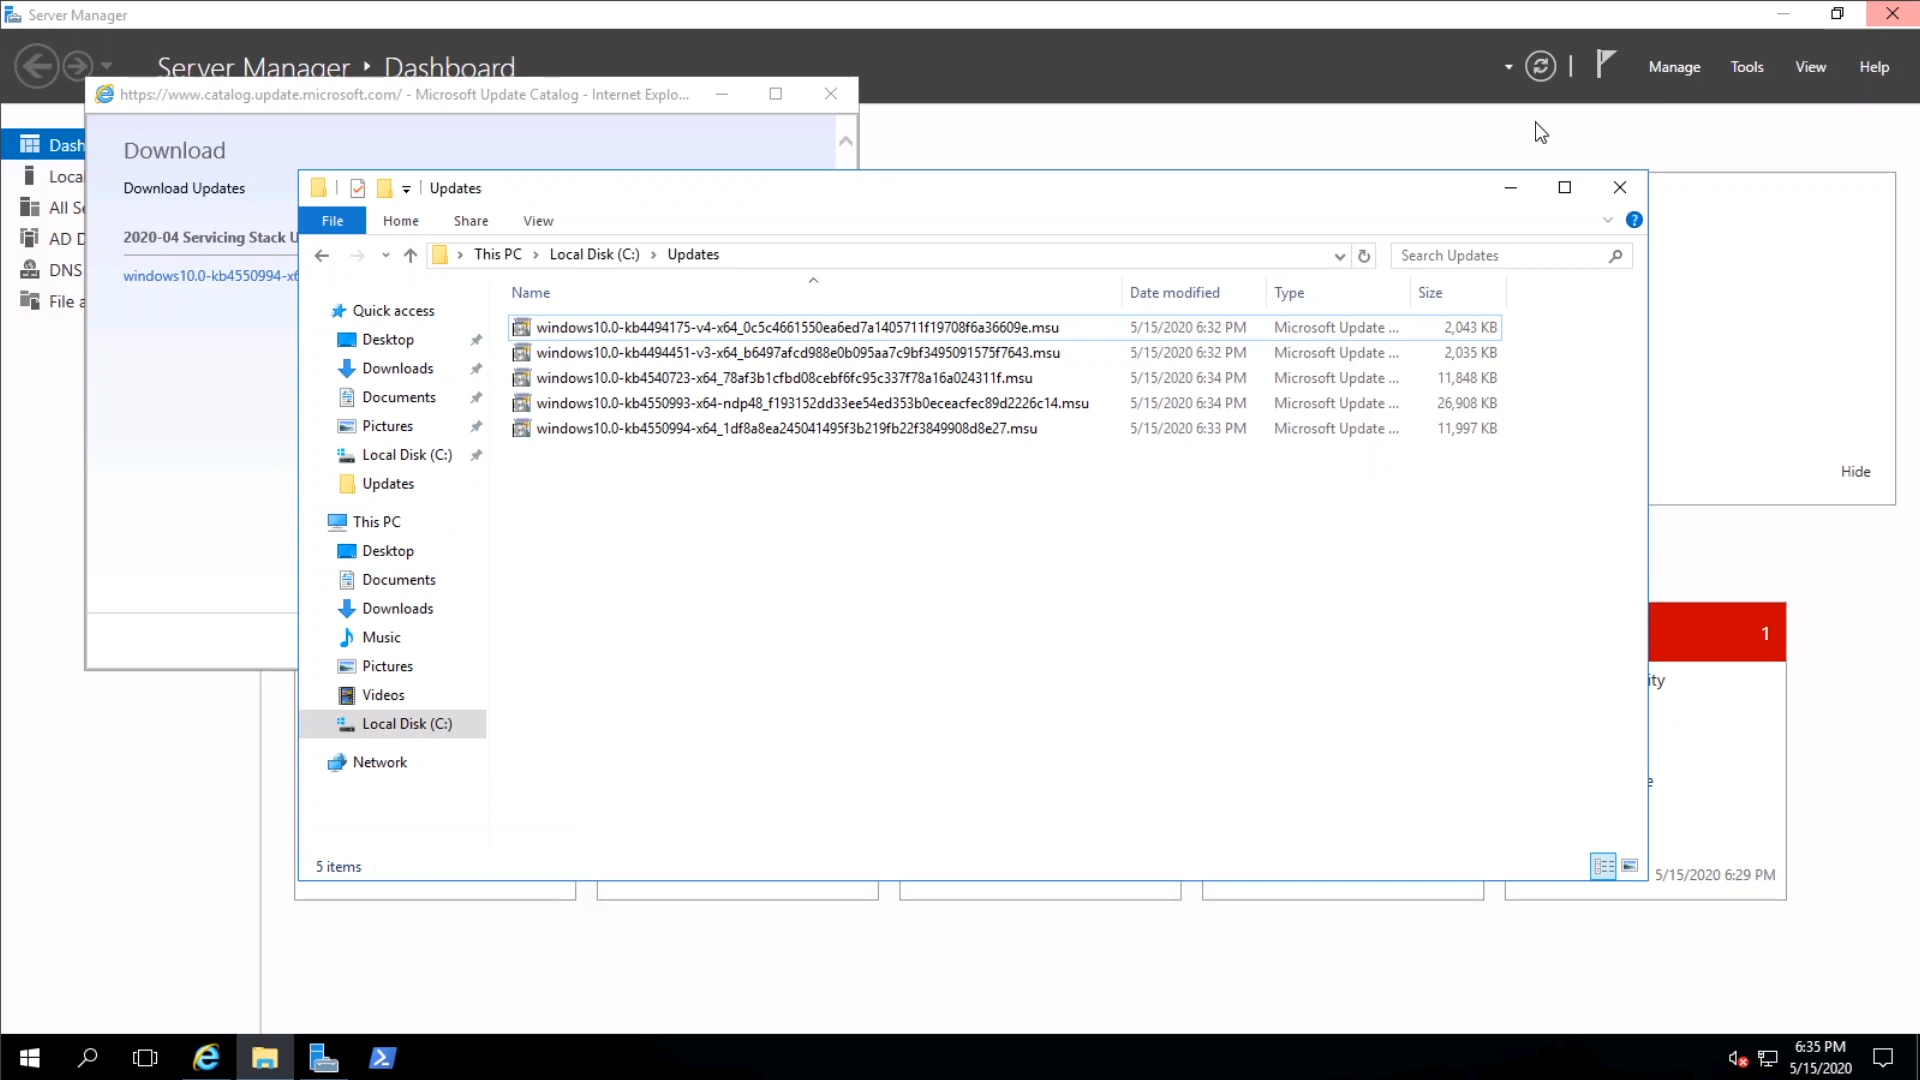 Server Manager
Server Manager ‣ Dashboard
Manage Tools View Help
https://www.catalog.update.microsoft.com/ - Microsoft Update Catalog - Internet Explo...
Download
Download Updates
2020-04 Servicing Stack U
windows10.0-kb4550994-x6
Dash
Loca
All Se
AD D
DNS
File a
Updates
File Home Share View
This PC › Local Disk (C:) › Updates
Search Updates
Name Date modified Type Size
windows10.0-kb4494175-v4-x64_0c5c4661550ea6ed7a1405711f19708f6a36609e.msu 5/15/2020 6:32 PM Microsoft Update ... 2,043 KB
windows10.0-kb4494451-v3-x64_b6497afcd988e0b095aa7c9bf3495091575f7643.msu 5/15/2020 6:32 PM Microsoft Update ... 2,035 KB
windows10.0-kb4540723-x64_78af3b1cfbd08cebf6fc95c337f78a16a024311f.msu 5/15/2020 6:34 PM Microsoft Update ... 11,848 KB
windows10.0-kb4550993-x64-ndp48_f193152dd33ee54ed353b0eceacfec89d2226c14.msu 5/15/2020 6:34 PM Microsoft Update ... 26,908 KB
windows10.0-kb4550994-x64_1df8a8ea245041495f3b219fb22f3849908d8e27.msu 5/15/2020 6:33 PM Microsoft Update ... 11,997 KB
Quick access
Desktop
Downloads
Documents
Pictures
Local Disk (C:)
Updates
This PC
Desktop
Documents
Downloads
Music
Pictures
Videos
Local Disk (C:)
Network
5 items
Hide
1
ity
e
5/15/2020 6:29 PM
6:35 PM
5/15/2020